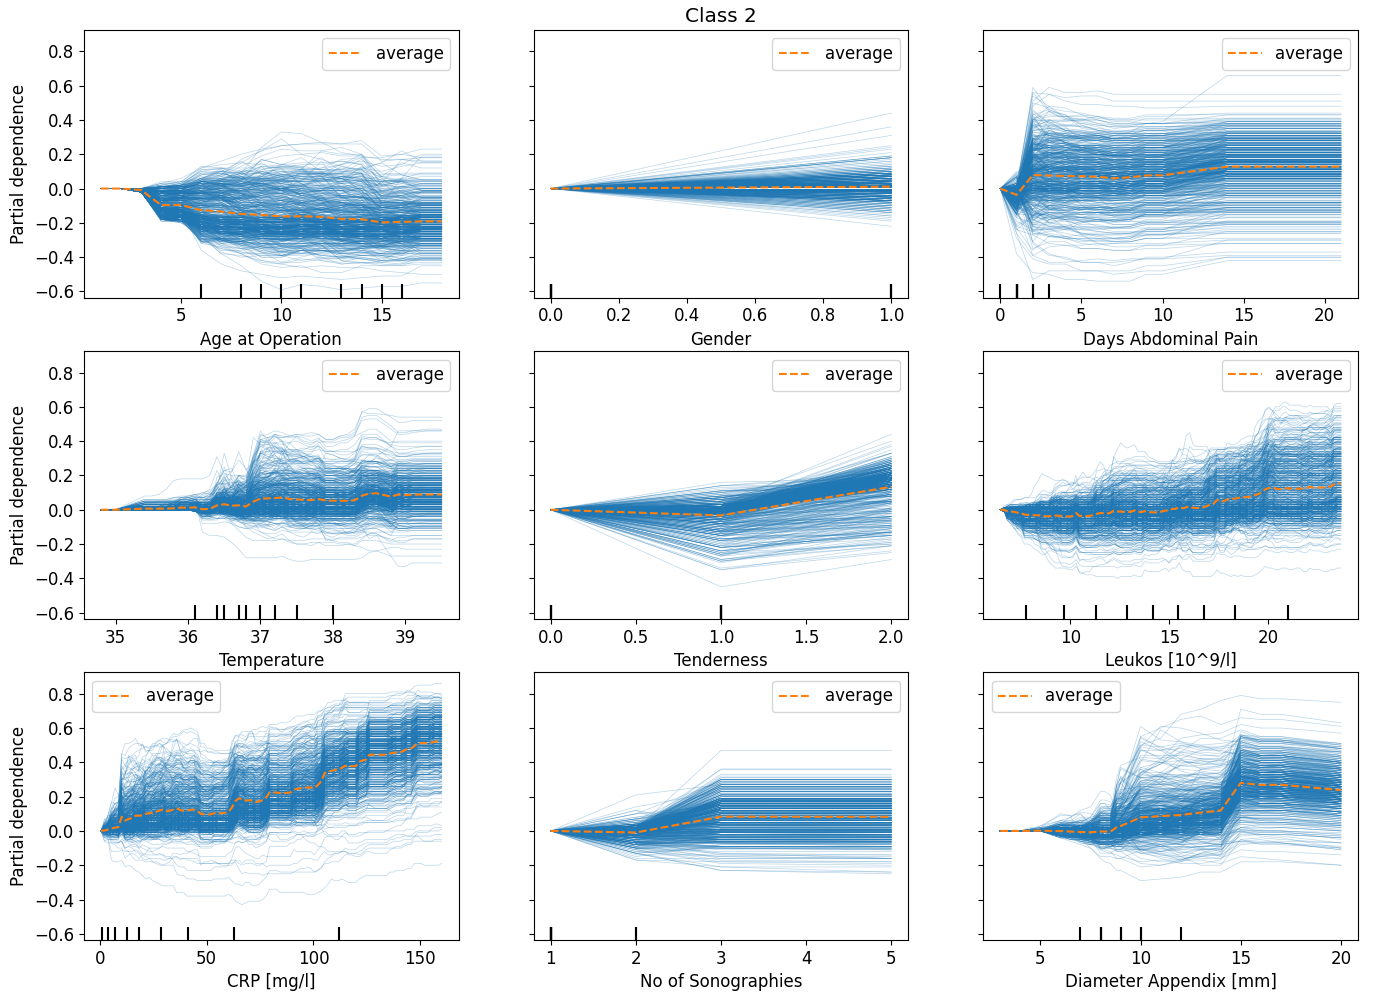 Class 2
0.8
0.6
0.4
0.2
0.0
−0.2
−0.4
−0.6
Partial dependence
average
5 10 15
Age at Operation
average
0.0 0.2 0.4 0.6 0.8 1.0
Gender
average
0 5 10 15 20
Days Abdominal Pain
0.8
0.6
0.4
0.2
0.0
−0.2
−0.4
−0.6
Partial dependence
average
35 36 37 38 39
Temperature
average
0.0 0.5 1.0 1.5 2.0
Tenderness
average
10 15 20
Leukos [10^9/l]
0.8
0.6
0.4
0.2
0.0
−0.2
−0.4
−0.6
Partial dependence
average
0 50 100 150
CRP [mg/l]
average
1 2 3 4 5
No of Sonographies
average
5 10 15 20
Diameter Appendix [mm]